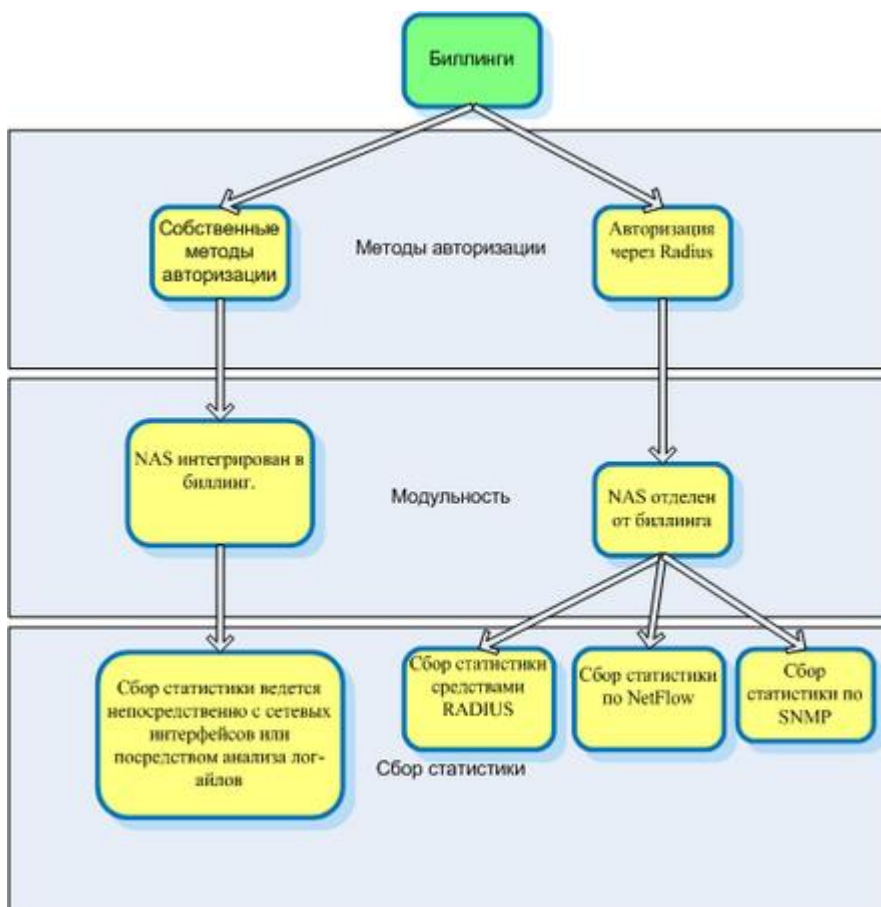 Биллинги
Собственные
методы
авторизации
Методы авторизации
Авторизация
через Radius
NAS интегрирован в
биллинг.
Модульность
NAS отделен
от биллинга
Сбор статистики ведется
непосредственно с сетевых
интерфейсов или
посредством анализа лог-
айлов
Сбор статистики
средствами
RADIUS
Сбор статистики
по NetFlow
Сбор
статистики по
SNMP
Сбор статистики